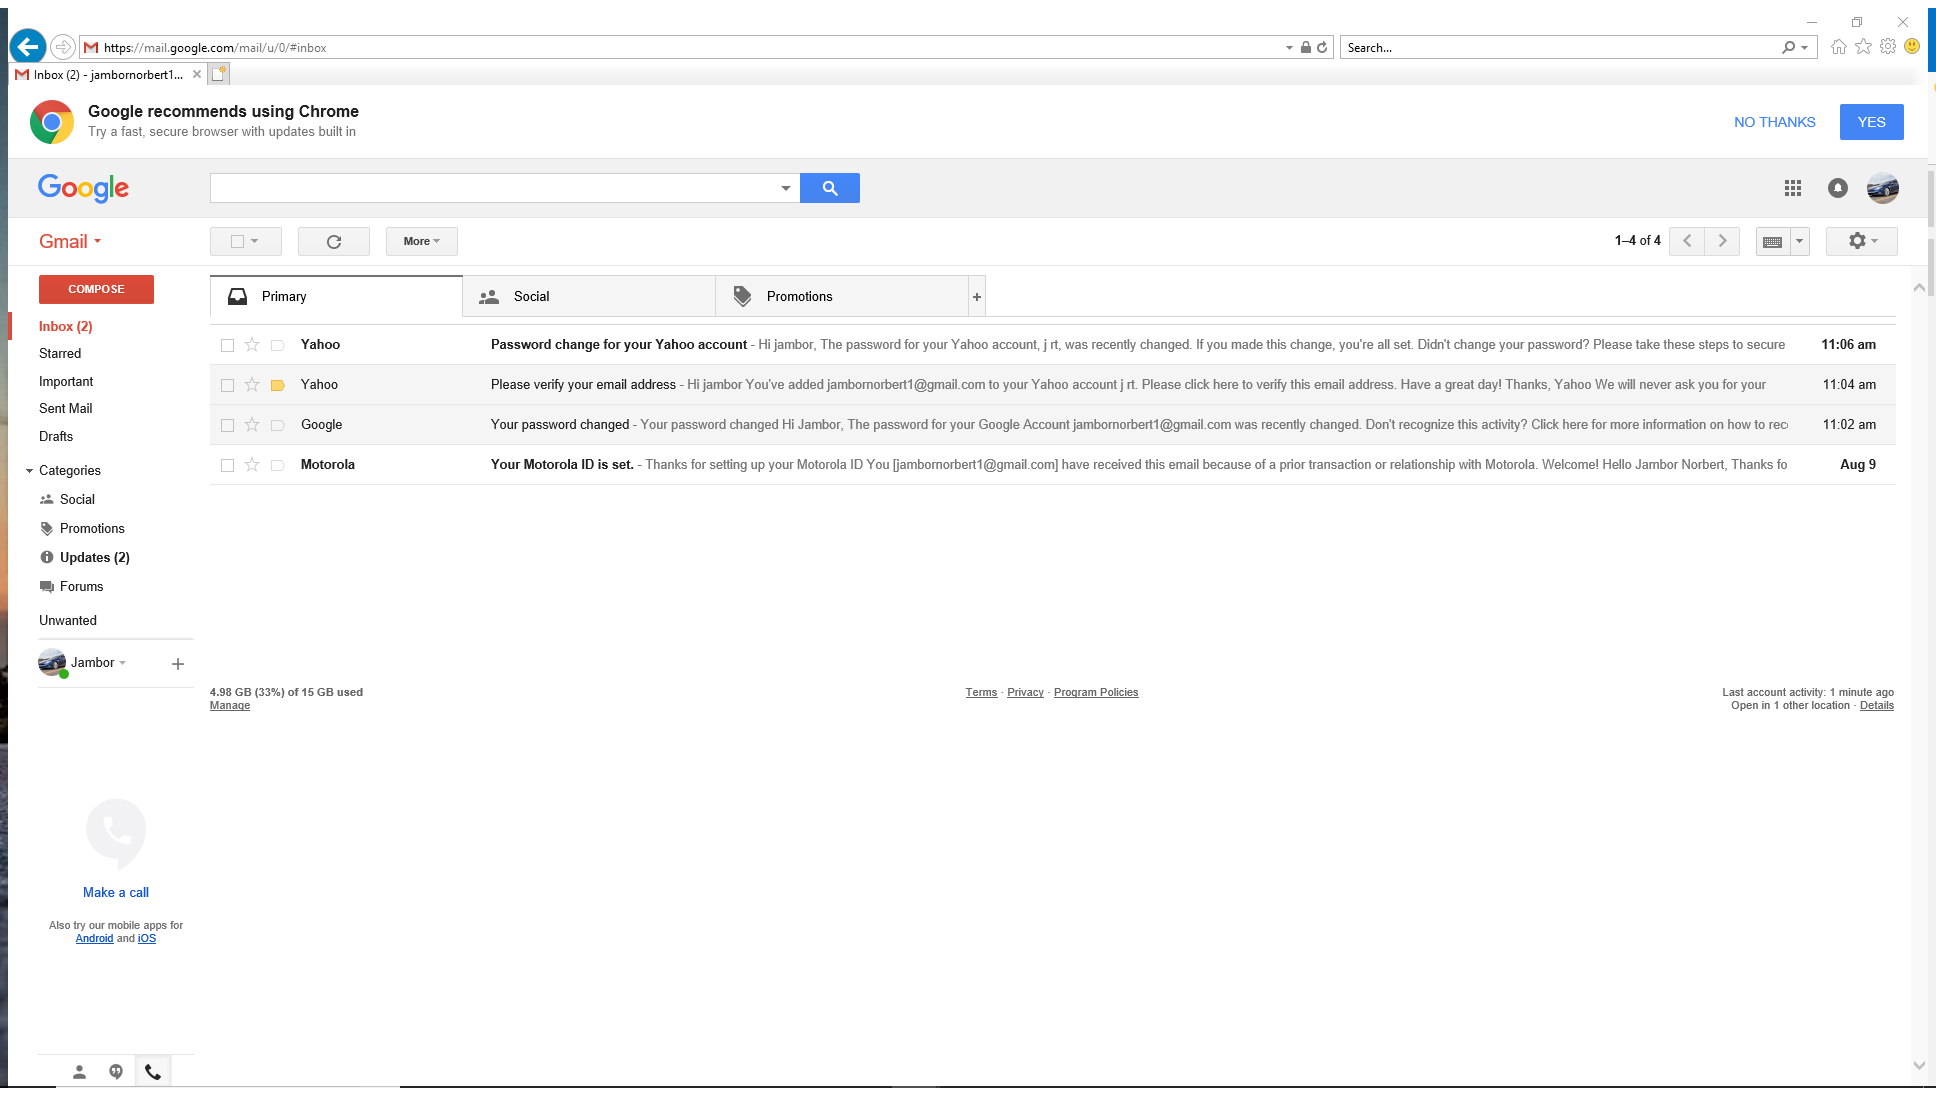 https://mail.google.com/mail/u/0/#inbox
Search...
Inbox (2) - jambornorbert1...
Google recommends using Chrome
Try a fast, secure browser with updates built in
NO THANKS
YES
Google
Gmail
More
1–4 of 4
COMPOSE
Primary
Social
Promotions
+
Inbox (2)
Starred
Important
Sent Mail
Drafts
Categories
Social
Promotions
Updates (2)
Forums
Unwanted
Jambor
+
Yahoo Password change for your Yahoo account - Hi jambor, The password for your Yahoo account, j rt, was recently changed. If you made this change, you're all set. Didn't change your password? Please take these steps to secure 11:06 am
Yahoo Please verify your email address - Hi jambor You've added jambornorbert1@gmail.com to your Yahoo account j rt. Please click here to verify this email address. Have a great day! Thanks, Yahoo We will never ask you for your 11:04 am
Google Your password changed - Your password changed Hi Jambor, The password for your Google Account jambornorbert1@gmail.com was recently changed. Don't recognize this activity? Click here for more information on how to rec 11:02 am
Motorola Your Motorola ID is set. - Thanks for setting up your Motorola ID You [jambornorbert1@gmail.com] have received this email because of a prior transaction or relationship with Motorola. Welcome! Hello Jambor Norbert, Thanks fo Aug 9
4.98 GB (33%) of 15 GB used
Manage
Terms · Privacy · Program Policies
Last account activity: 1 minute ago
Open in 1 other location · Details
Make a call
Also try our mobile apps for
Android and iOS